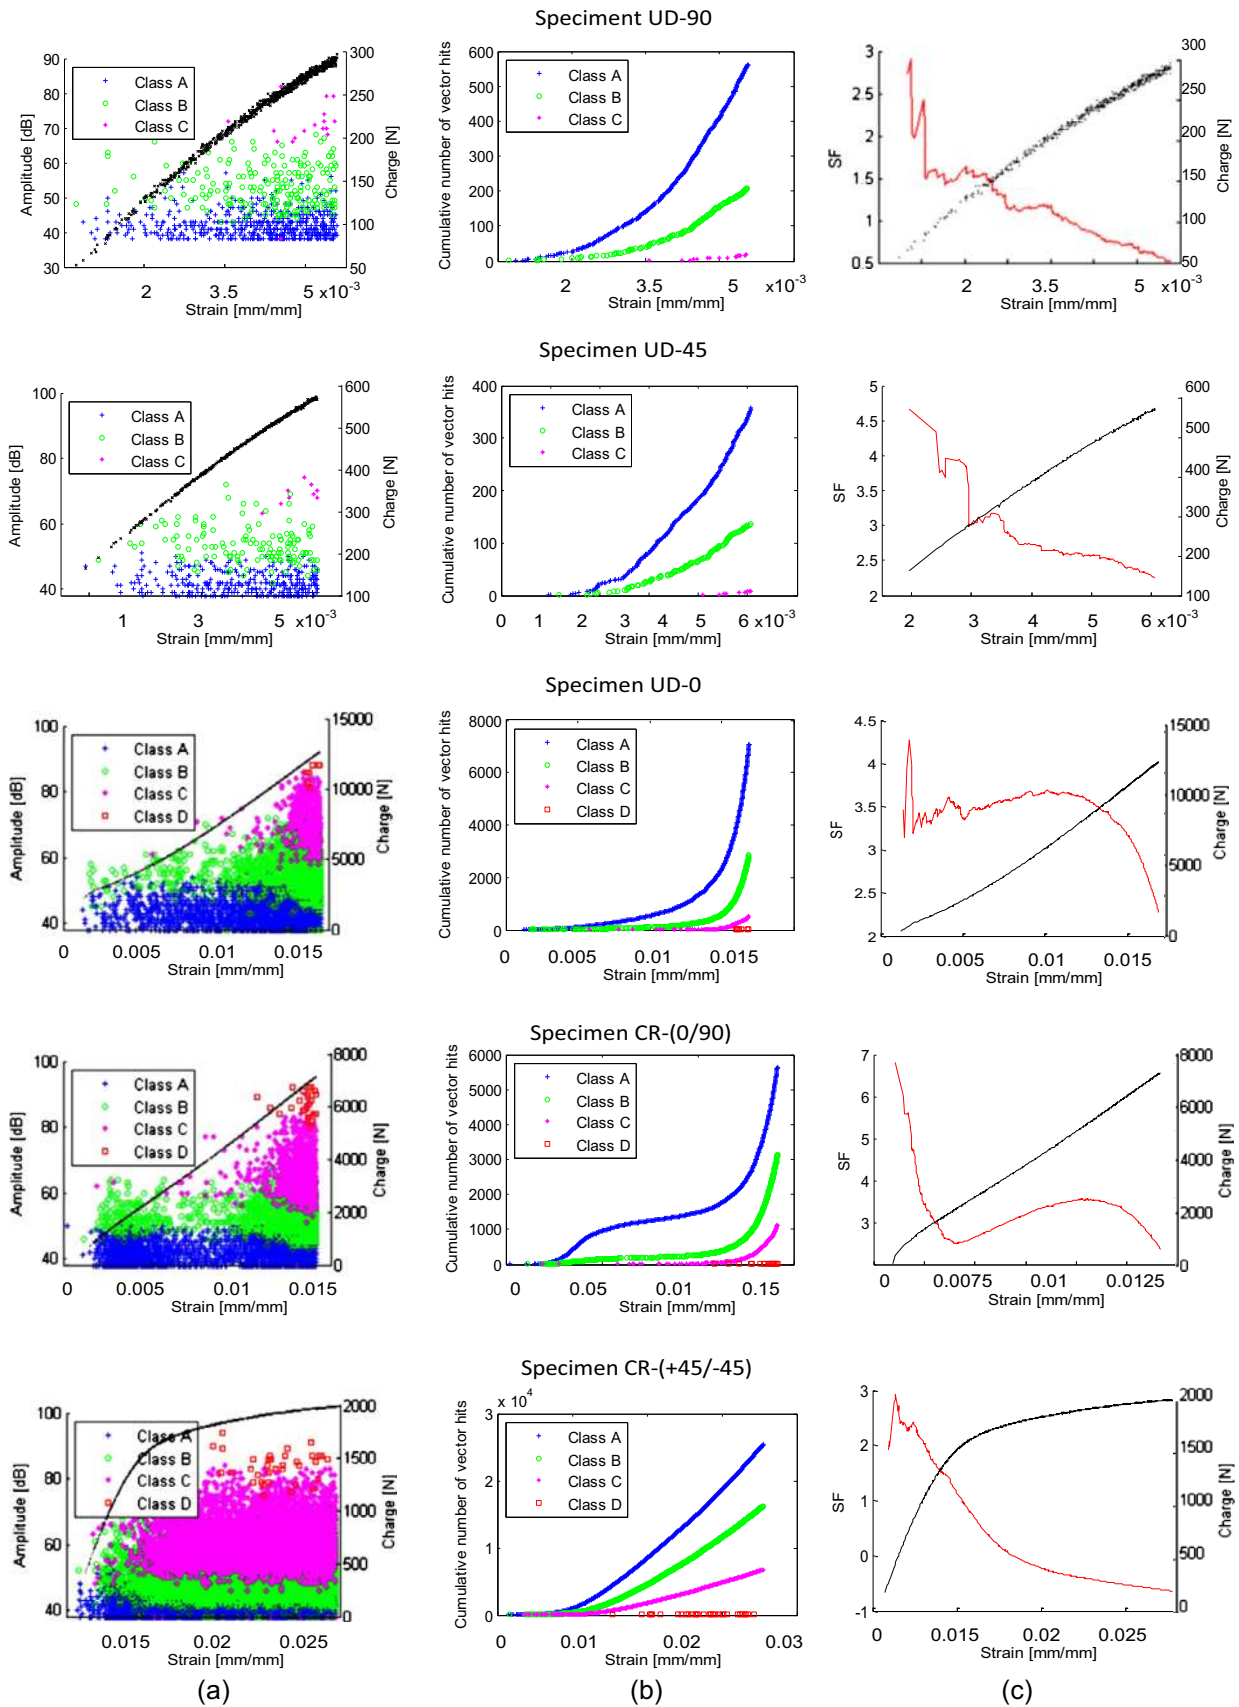 Speciment UD-90
Amplitude [dB]
90
80
70
60
50
40
30
Class A
Class B
Class C
300
250
200
150
100
50
Charge [N]
2 3.5 5 x10-3
Strain [mm/mm]
Cumulative number of vector hits
600
500
400
300
200
100
0
Class A
Class B
Class C
2 3.5 5 x10-3
Strain [mm/mm]
SF
3
2.5
2
1.5
1
0.5
300
250
200
150
100
50
Charge [N]
2 3.5 5 x10-3
Strain [mm/mm]
Specimen UD-45
Amplitude [dB]
100
80
60
40
Class A
Class B
Class C
600
500
400
300
200
100
Charge [N]
1 3 5 x10-3
Strain [mm/mm]
Cumulative number of vector hits
400
300
200
100
0
Class A
Class B
Class C
0 1 2 3 4 5 6 x10-3
Strain [mm/mm]
SF
5
4.5
4
3.5
3
2.5
2
600
500
400
300
200
100
Charge [N]
2 3 4 5 6 x10-3
Strain [mm/mm]
Specimen UD-0
Amplitude [dB]
100
80
60
40
Class A
Class B
Class C
Class D
15000
10000
5000
0
Charge [N]
0 0.005 0.01 0.015
Strain [mm/mm]
Cumulative number of vector hits
8000
6000
4000
2000
0
Class A
Class B
Class C
Class D
0 0.005 0.01 0.015
Strain [mm/mm]
SF
4.5
4
3.5
3
2.5
2
15000
10000
5000
0
Charge [N]
0 0.005 0.01 0.015
Strain [mm/mm]
Specimen CR-(0/90)
Amplitude [dB]
100
80
60
40
Class A
Class B
Class C
Class D
8000
6000
4000
2000
0
Charge [N]
0 0.005 0.01 0.015
Strain [mm/mm]
Cumulative number of vector hits
6000
5000
4000
3000
2000
1000
0
Class A
Class B
Class C
Class D
0 0.05 0.01 0.15
Strain [mm/mm]
SF
7
6
5
4
3
8000
6000
4000
2000
0
Charge [N]
0 0.0075 0.01 0.0125
Strain [mm/mm]
Specimen CR-(+45/-45)
Amplitude [dB]
100
80
60
40
Class A
Class B
Class C
Class D
2000
1500
1000
500
0
Charge [N]
0.015 0.02 0.025
Strain [mm/mm]
Cumulative number of vector hits
x 10 4
3
2
1
0
Class A
Class B
Class C
Class D
0 0.01 0.02 0.03
Strain [mm/mm]
SF
3
2
1
0
-1
2000
1500
1000
500
0
Charge [N]
0 0.015 0.02 0.025
Strain [mm/mm]
(a) (b) (c)